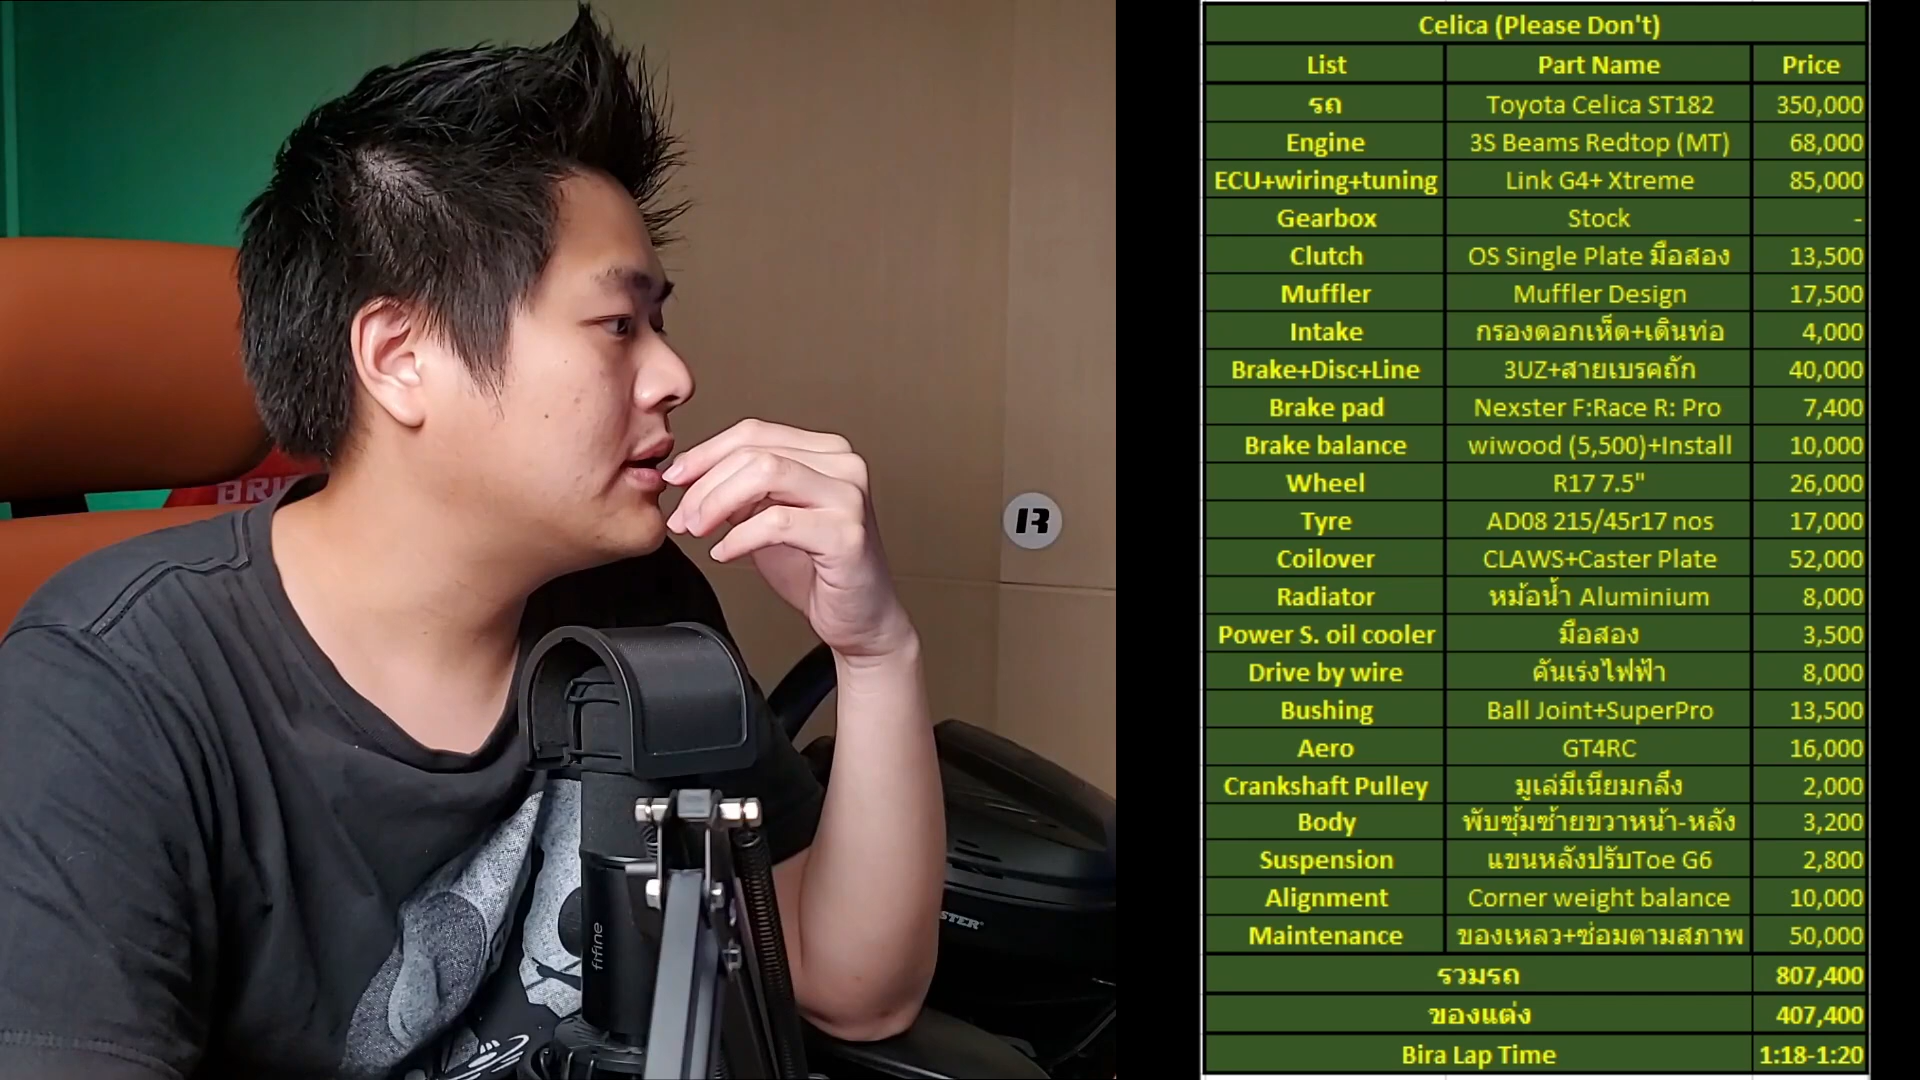 Celica (Please Don't)
List Part Name Price
รถ Toyota Celica ST182 350,000
Engine 3S Beams Redtop (MT) 68,000
ECU+wiring+tuning Link G4+ Xtreme 85,000
Gearbox Stock -
Clutch OS Single Plate มือสอง 13,500
Muffler Muffler Design 17,500
Intake กรองดอกเห็ด+เดินท่อ 4,000
Brake+Disc+Line 3UZ+สายเบรคถัก 40,000
Brake pad Nexster F:Race R: Pro 7,400
Brake balance wiwood (5,500)+Install 10,000
Wheel R17 7.5" 26,000
Tyre AD08 215/45r17 nos 17,000
Coilover CLAWS+Caster Plate 52,000
Radiator หม้อน้ำ Aluminium 8,000
Power S. oil cooler มือสอง 3,500
Drive by wire คันเร่งไฟฟ้า 8,000
Bushing Ball Joint+SuperPro 13,500
Aero GT4RC 16,000
Crankshaft Pulley มูเล่มีเนียมกลึง 2,000
Body พับซุ้มซ้ายขวาหน้า-หลัง 3,200
Suspension แขนหลังปรับToe G6 2,800
Alignment Corner weight balance 10,000
Maintenance ของเหลว+ซ่อมตามสภาพ 50,000
รวมรถ 807,400
ของแต่ง 407,400
Bira Lap Time 1:18-1:20
BRI
R
fifine
STER